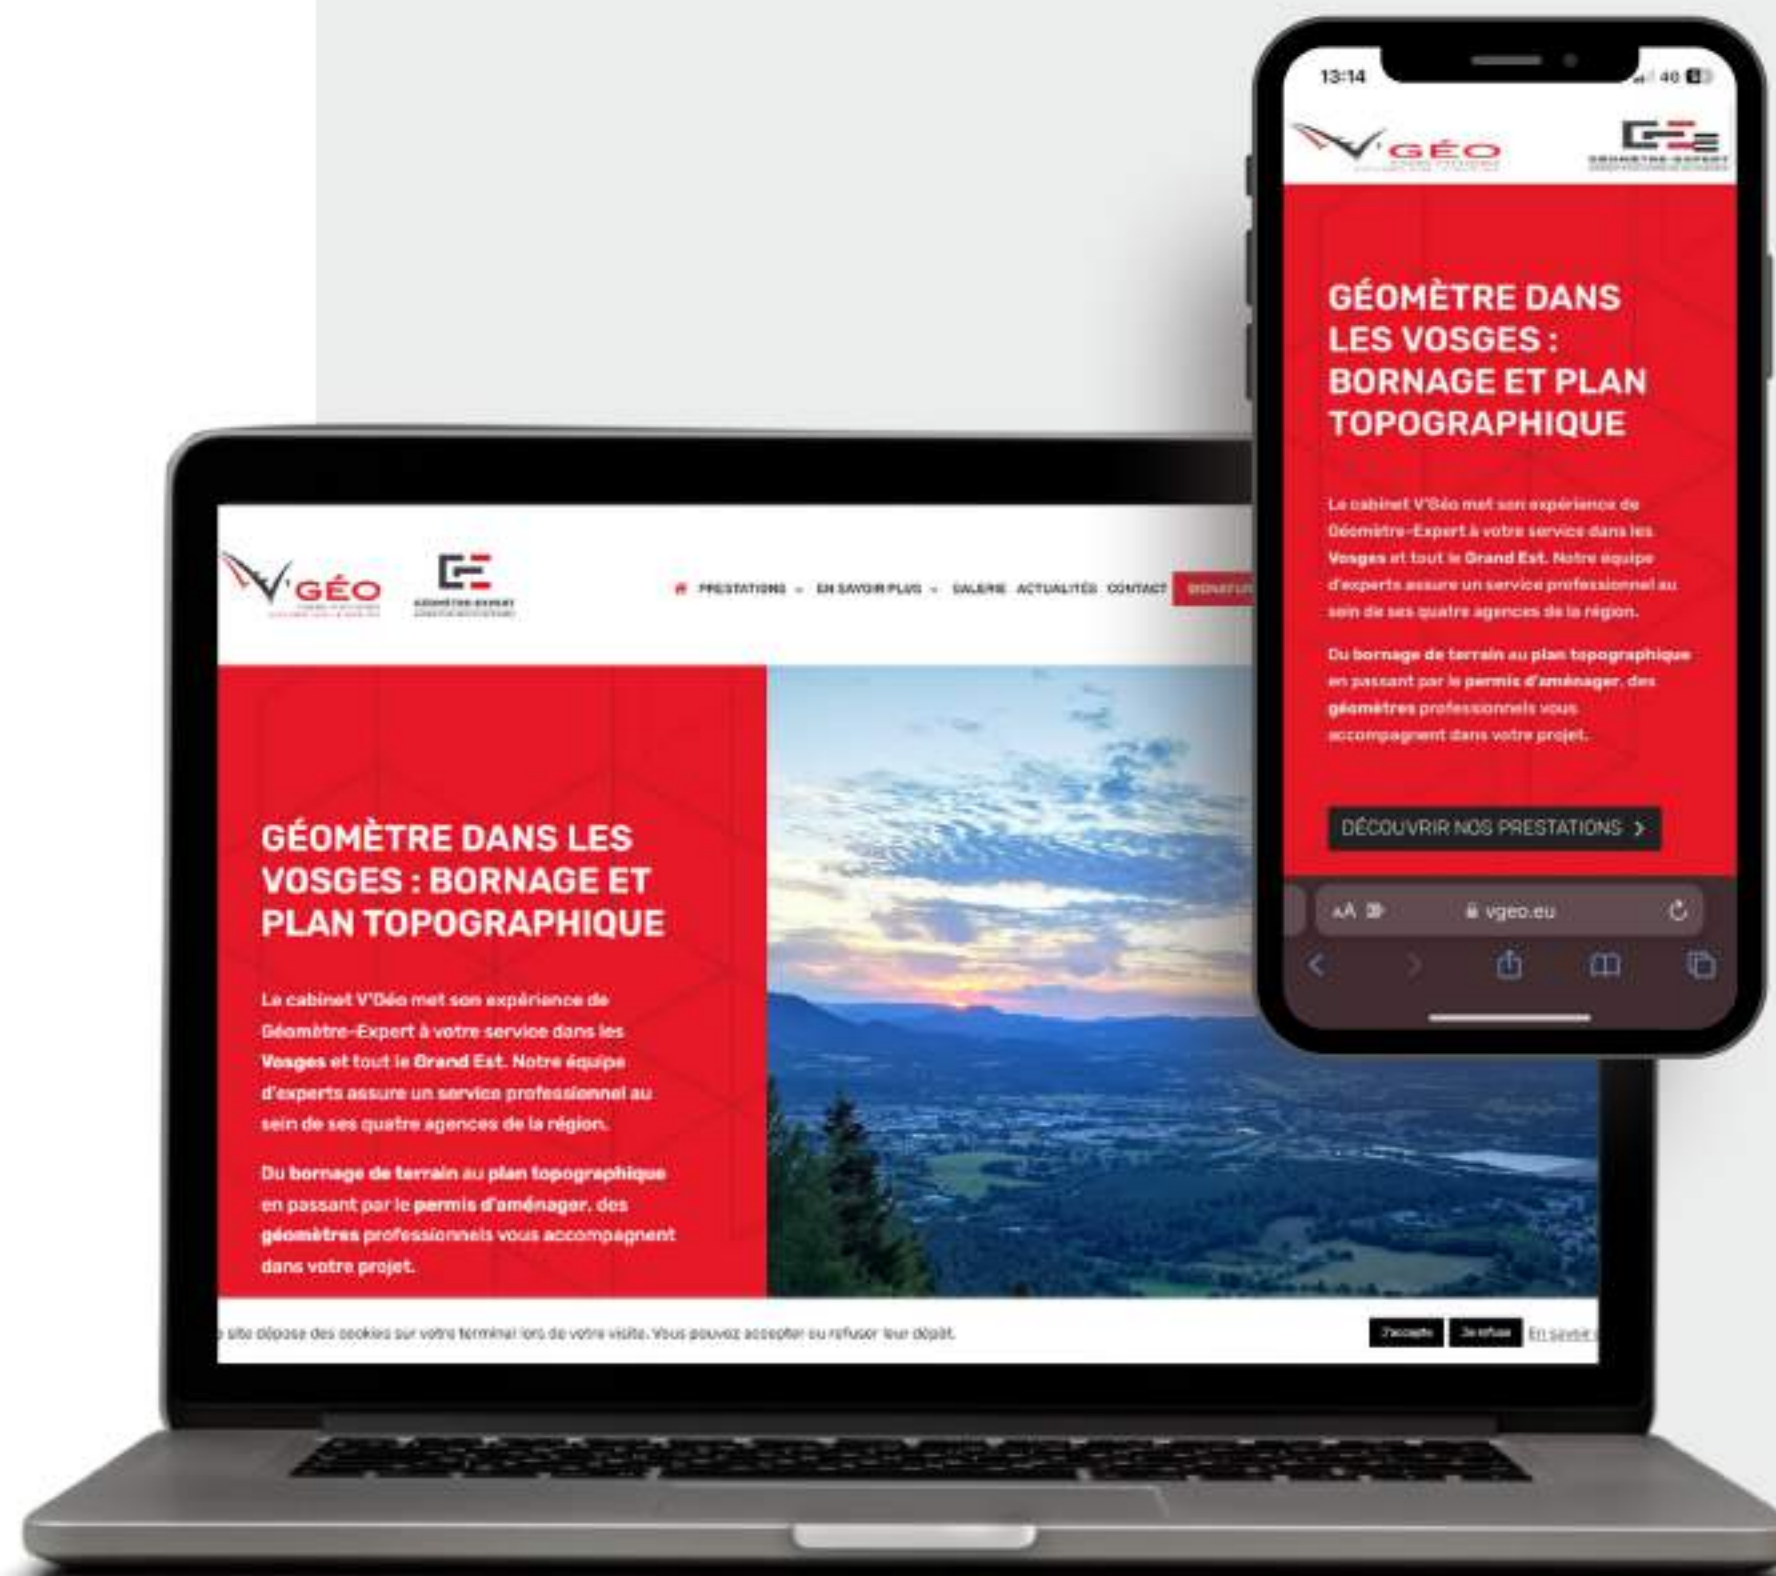 13:14
4G
V'GÉO
GÉOMÈTRE-EXPERT
GÉOMÈTRE DANS
LES VOSGES :
BORNAGE ET PLAN
TOPOGRAPHIQUE
Le cabinet V'Géo met son expérience de
Géomètre-Expert à votre service dans les
Vosges et tout le Grand Est. Notre équipe
d'experts assure un service professionnel au
sein de ses quatre agences de la région.
Du bornage de terrain au plan topographique
en passant par le permis d'aménager, des
géomètres professionnels vous
accompagnent dans votre projet.
DÉCOUVRIR NOS PRESTATIONS >
AA
vgeo.eu
V'GÉO
GÉOMÈTRE-EXPERT
PRESTATIONS EN SAVOIR PLUS GALERIE ACTUALITÉS CONTACT
GÉOMÈTRE DANS LES
VOSGES : BORNAGE ET
PLAN TOPOGRAPHIQUE
Le cabinet V'Géo met son expérience de
Géomètre-Expert à votre service dans les
Vosges et tout le Grand Est. Notre équipe
d'experts assure un service professionnel au
sein de ses quatre agences de la région.
Du bornage de terrain au plan topographique
en passant par le permis d'aménager, des
géomètres professionnels vous accompagnent
dans votre projet.
site dépose des cookies sur votre terminal lors de votre visite. Vous pouvez accepter ou refuser leur dépôt.
J'accepte Je refuse En savoir